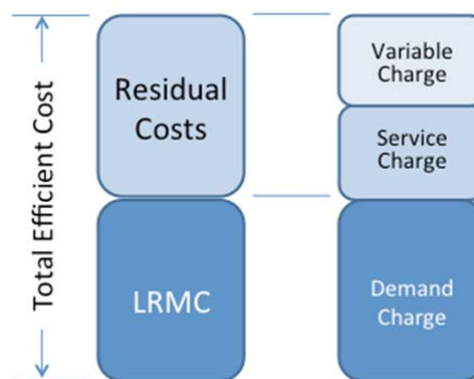 Total Efficient Cost
Residual
Costs
LRMC
Variable
Charge
Service
Charge
Demand
Charge